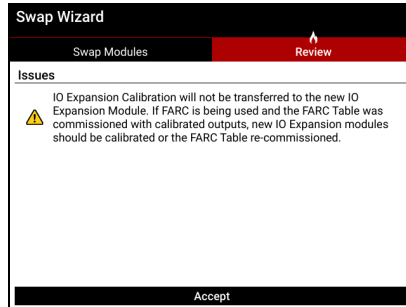 Swap Wizard
Swap Modules
Review
Issues
IO Expansion Calibration will not be transferred to the new IO
Expansion Module. If FARC is being used and the FARC Table was
commissioned with calibrated outputs, new IO Expansion modules
should be calibrated or the FARC Table re-commissioned.
Accept